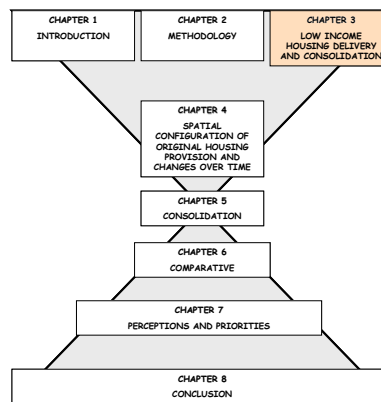 CHAPTER 1
INTRODUCTION
CHAPTER 2
METHODOLOGY
CHAPTER 3
LOW INCOME
HOUSING DELIVERY
AND CONSOLIDATION
CHAPTER 4
SPATIAL
CONFIGURATION OF
ORIGINAL HOUSING
PROVISION AND
CHANGES OVER TIME
CHAPTER 5
CONSOLIDATION
CHAPTER 6
COMPARATIVE
CHAPTER 7
PERCEPTIONS AND PRIORITIES
CHAPTER 8
CONCLUSION